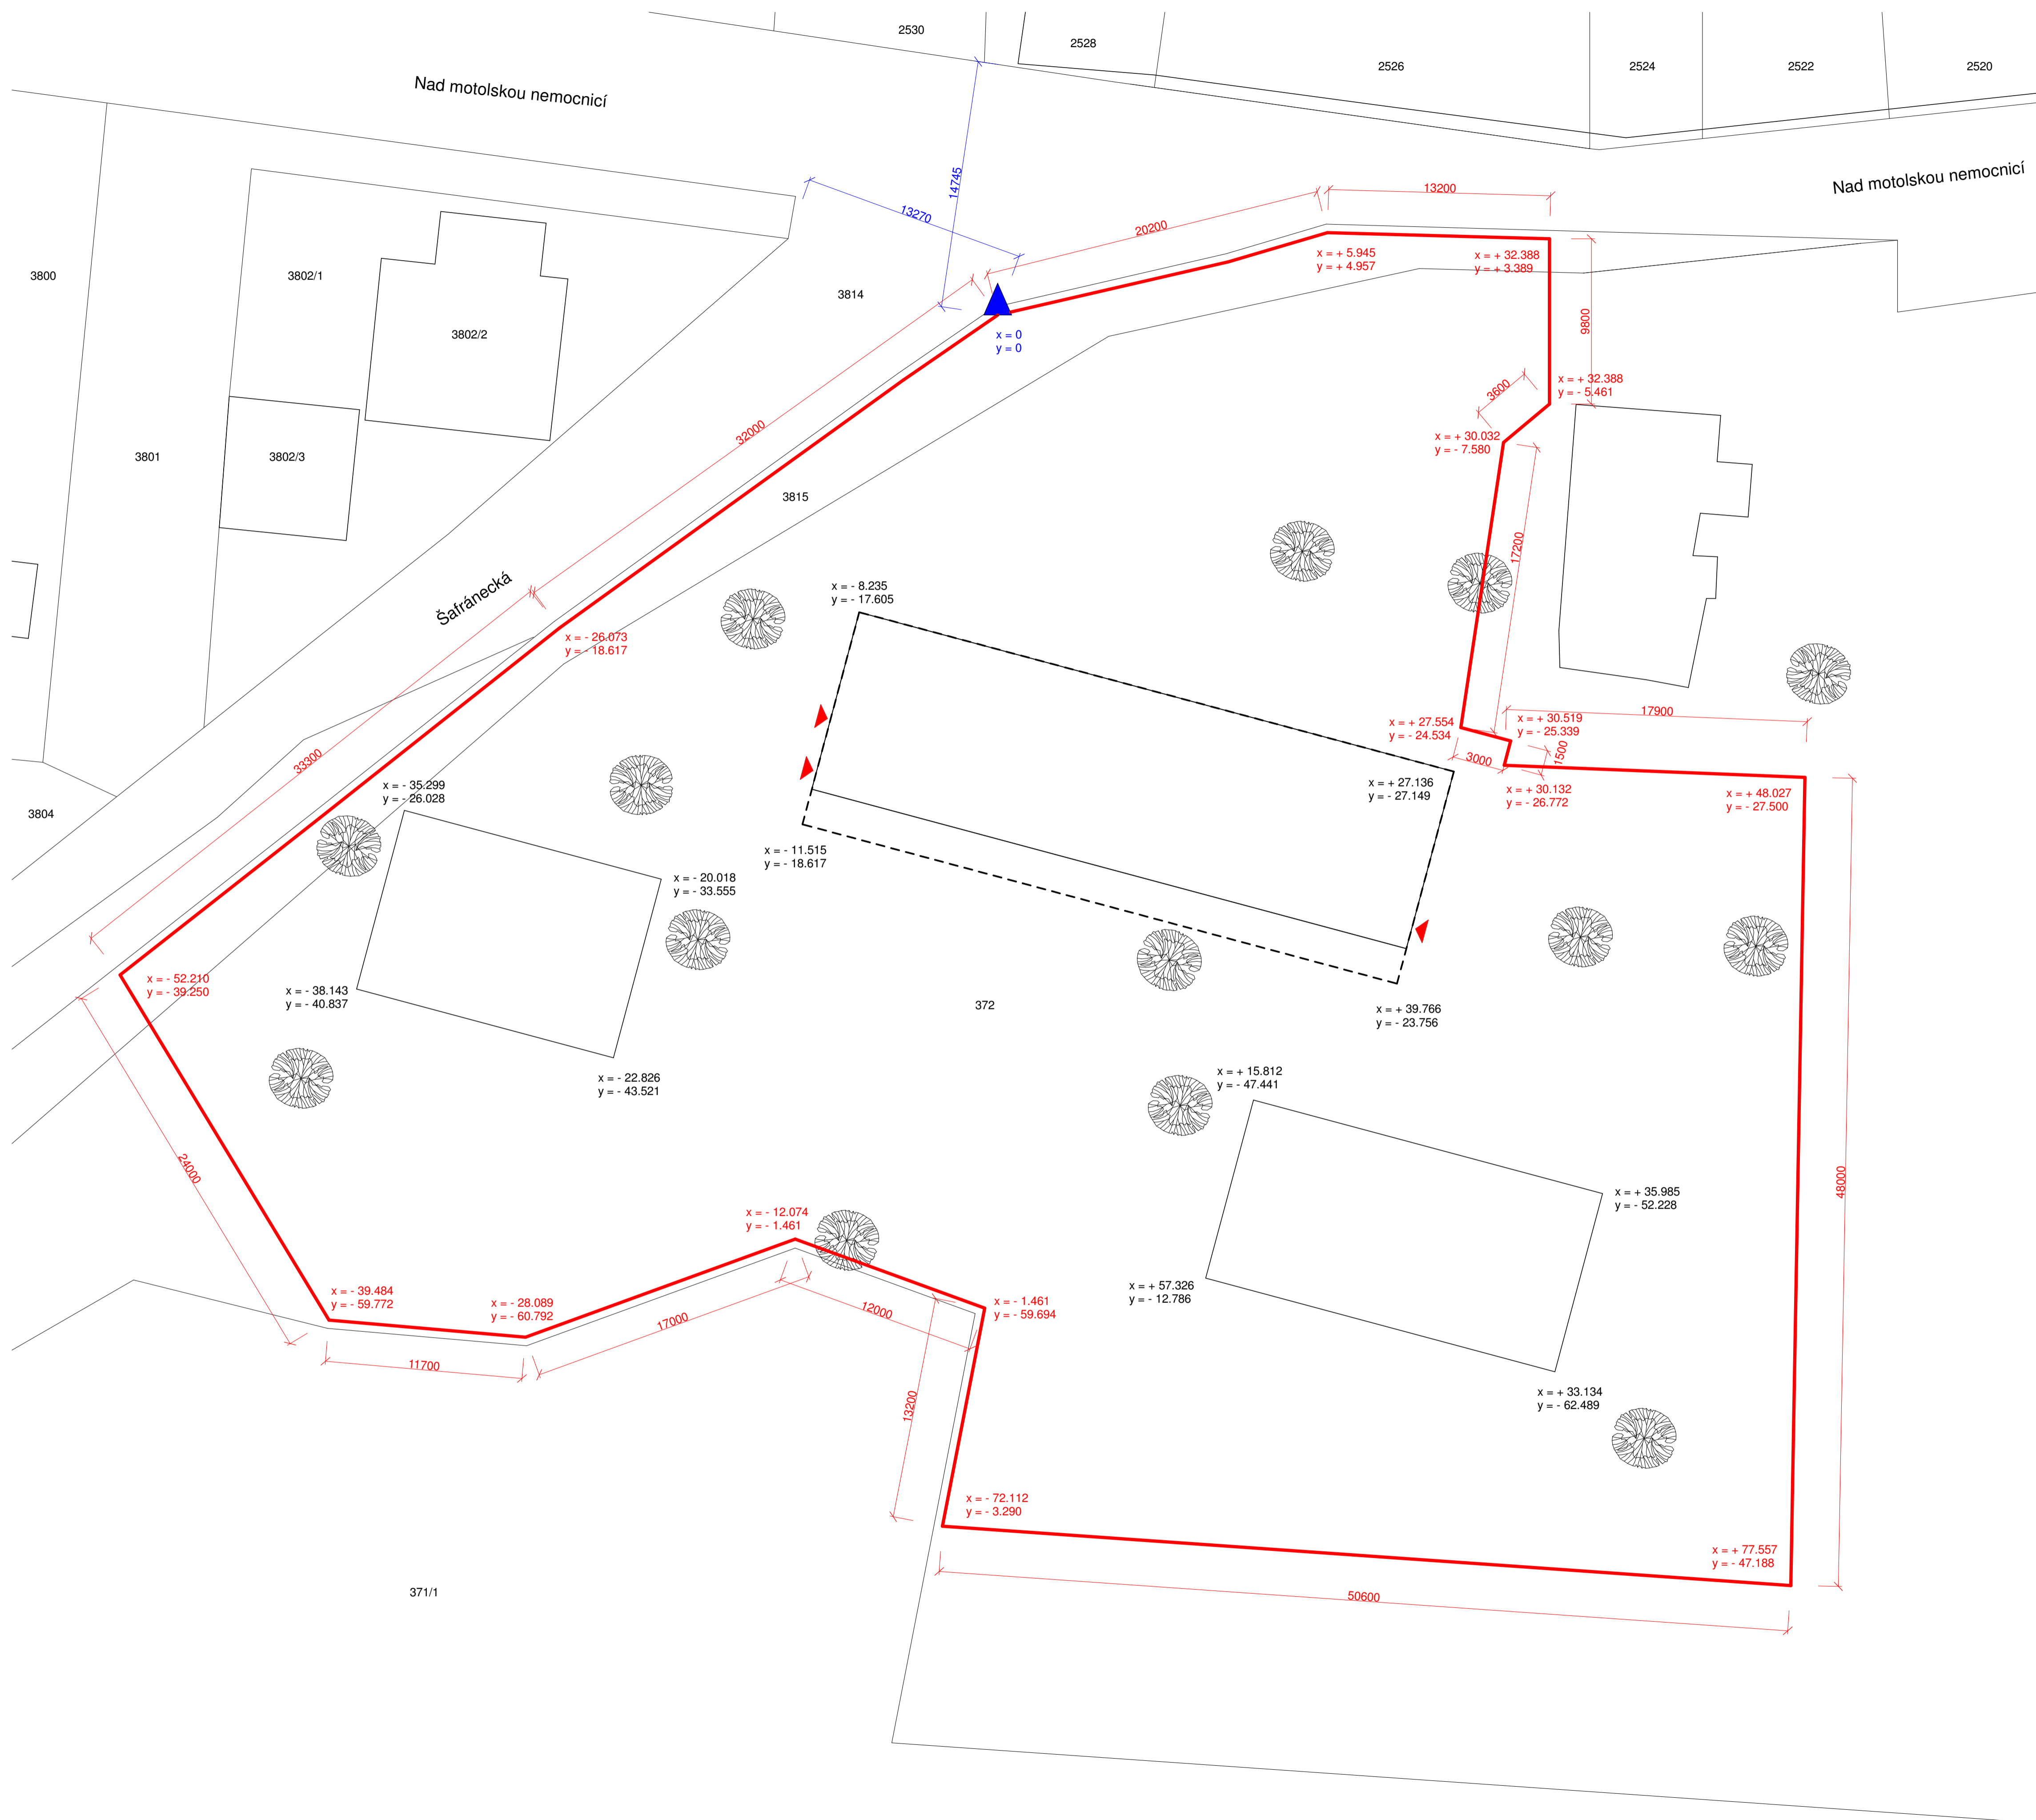 2530
2528
2526
2524
2522
2520
Nad motolskou nemocnicí
Nad motolskou nemocnicí
14745
13270
13200
20200
3800
3802/1
3814
3802/2
x = + 5.945
y = + 4.957
x = + 32.388
y = + 3.389
9800
x = 0
y = 0
x = + 32.388
y = - 5.461
3600
32000
x = + 30.032
y = - 7.580
3801
3802/3
3815
17200
Šafránecká
x = - 8.235
y = - 17.605
x = - 26.073
y = - 18.617
17900
x = + 27.554
y = - 24.534
x = + 30.519
y = - 25.339
1500
3000
33300
x = - 35.299
y = - 26.028
x = + 27.136
y = - 27.149
x = + 30.132
y = - 26.772
x = + 48.027
y = - 27.500
3804
x = - 11.515
y = - 18.617
x = - 20.018
y = - 33.555
x = - 52.210
y = - 39.250
x = - 38.143
y = - 40.837
372
x = + 39.766
y = - 23.756
x = - 22.826
y = - 43.521
x = + 15.812
y = - 47.441
24000
48000
x = + 35.985
y = - 52.228
x = - 12.074
y = - 1.461
x = - 39.484
y = - 59.772
x = - 28.089
y = - 60.792
x = + 57.326
y = - 12.786
x = - 1.461
y = - 59.694
12000
17000
11700
13200
x = + 33.134
y = - 62.489
x = - 72.112
y = - 3.290
x = + 77.557
y = - 47.188
371/1
50600